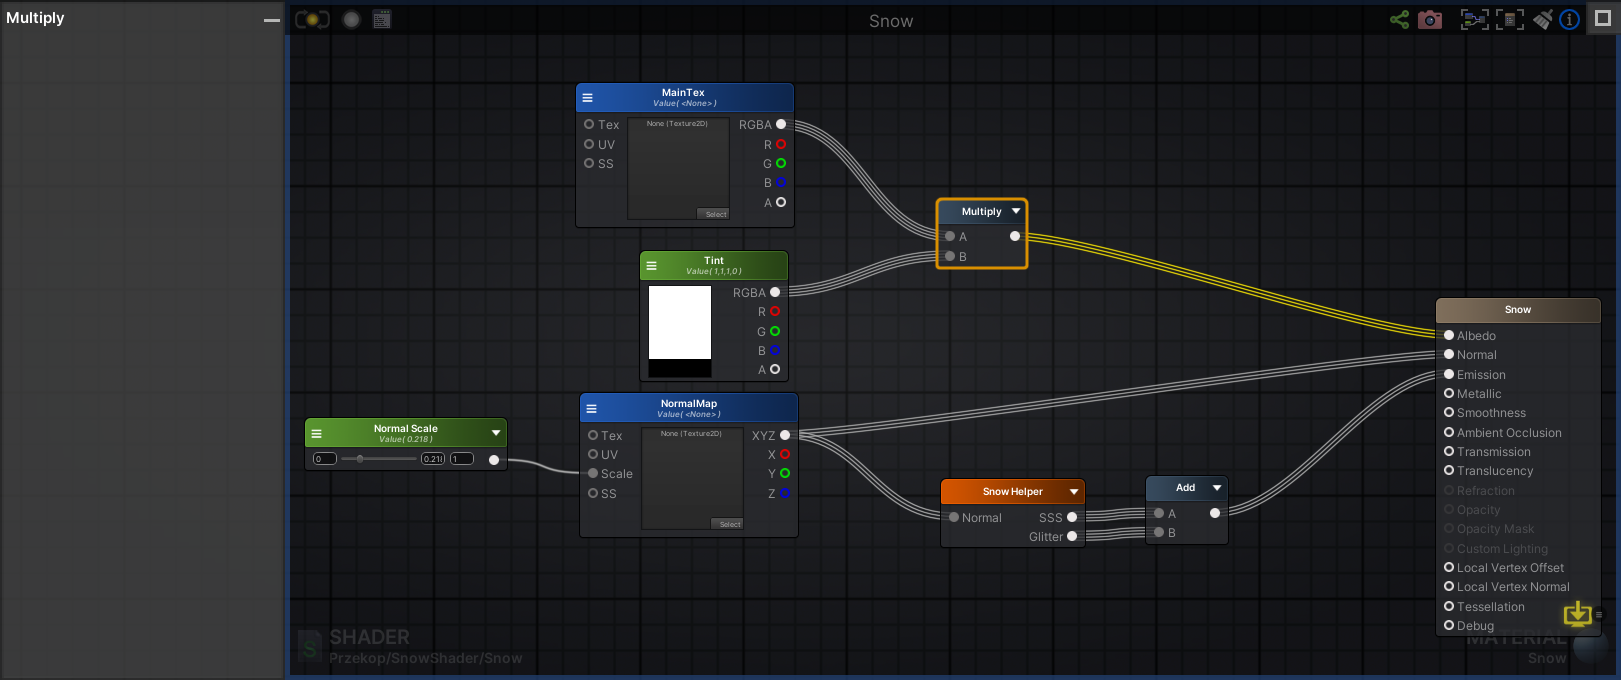 Multiply
Snow
MainTex
Value( <None> )
Tex
UV
SS
None (Texture2D)
Select
RGBA
R
G
B
A
Multiply
A
B
Tint
Value( 1,1,1,0 )
RGBA
R
G
B
A
NormalMap
Value( <None> )
Tex
UV
Scale
SS
None (Texture2D)
Select
XYZ
X
Y
Z
Normal Scale
Value( 0.218 )
0
0.218
1
Snow Helper
Normal
SSS
Glitter
Add
A
B
Snow
Albedo
Normal
Emission
Metallic
Smoothness
Ambient Occlusion
Transmission
Translucency
Refraction
Opacity
Opacity Mask
Custom Lighting
Local Vertex Offset
Local Vertex Normal
Tessellation
Debug
S
SHADER
Przekop/SnowShader/Snow
MATERIAL
Snow